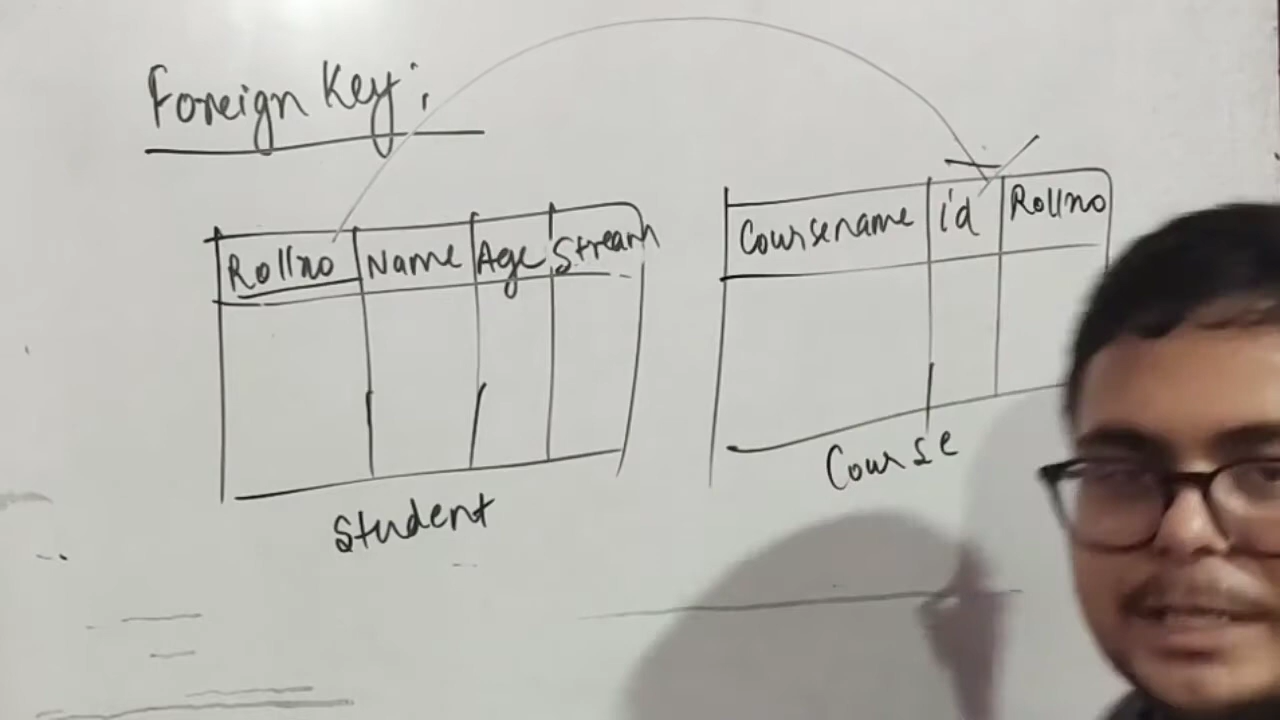 Foreign Key:
Rollno Name Age Stream
Student
Coursename id Rollno
Course